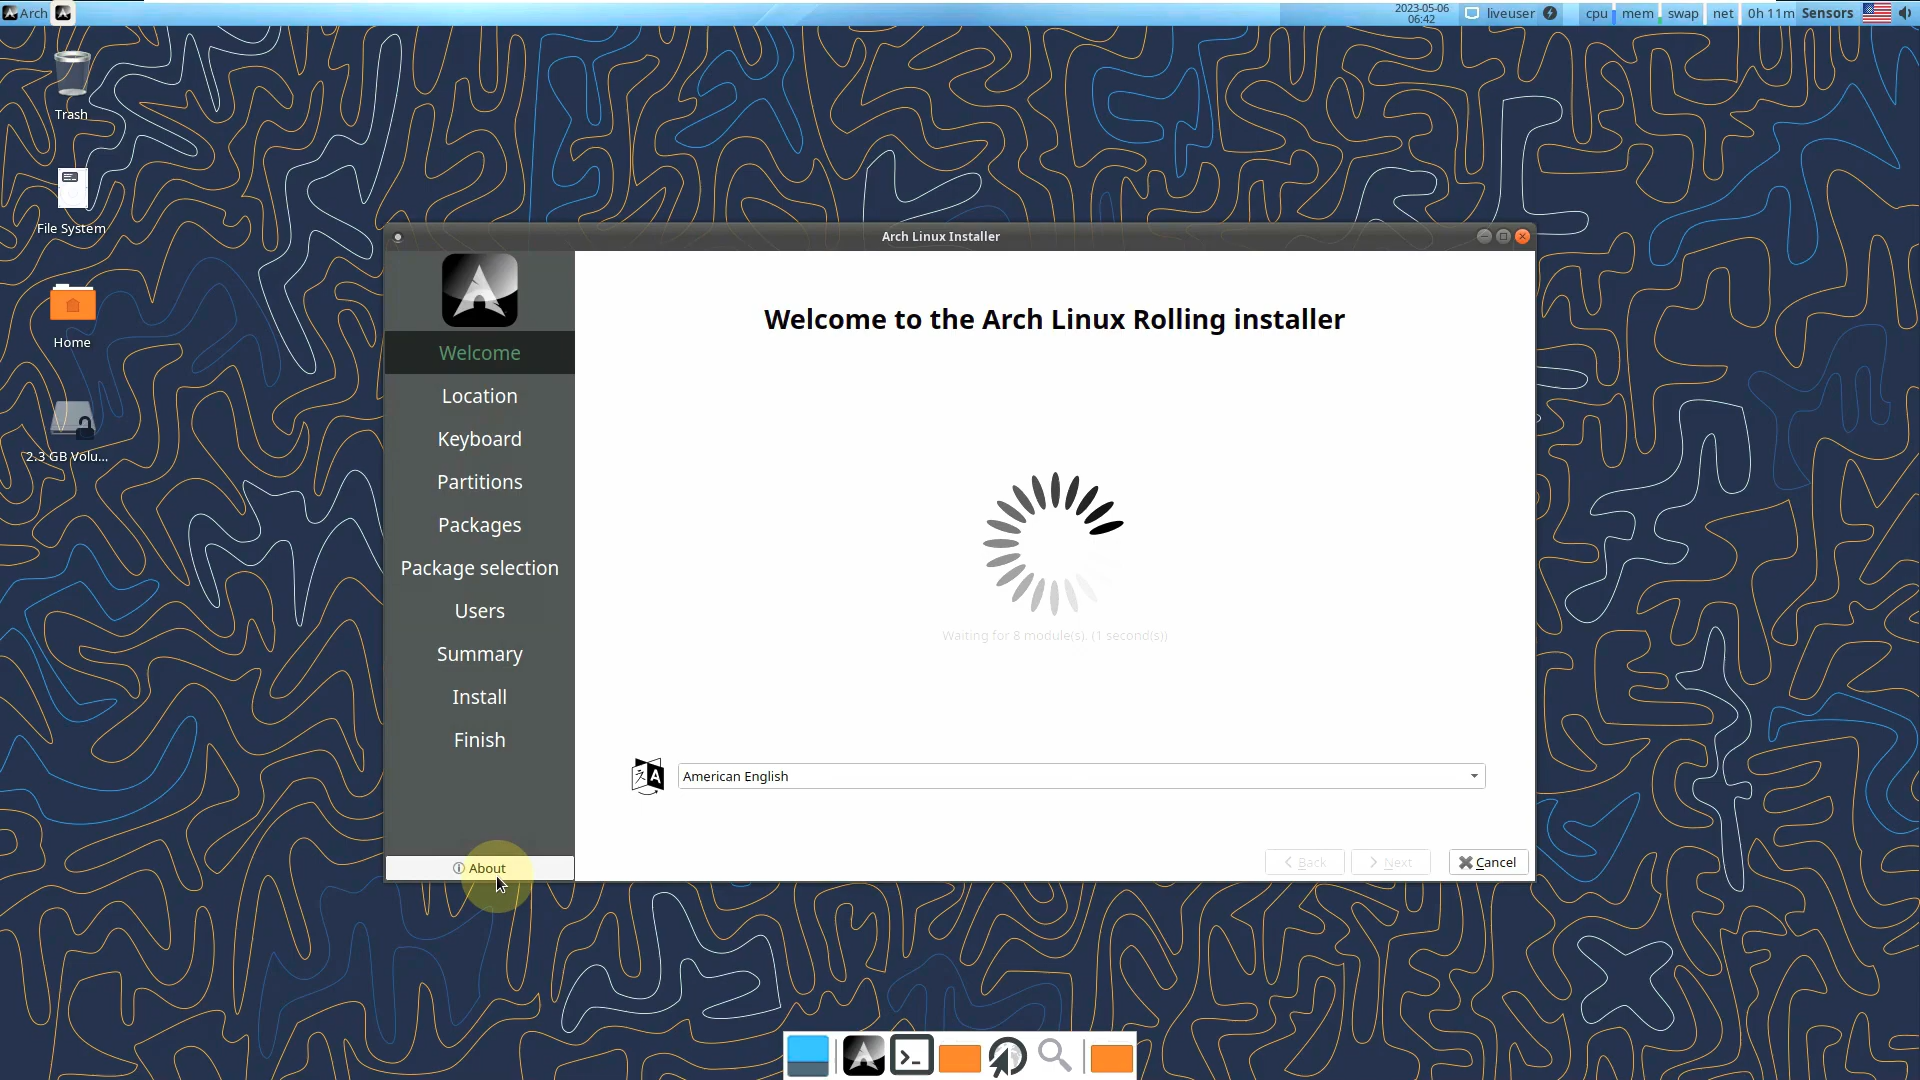 Arch
2023-05-06
06:42
liveuser
cpu
mem
swap
net
0h 11m
Sensors
Trash
File System
Home
2.3 GB Volu...
Arch Linux Installer
Welcome
Location
Keyboard
Partitions
Packages
Package selection
Users
Summary
Install
Finish
About
Welcome to the Arch Linux Rolling installer
Waiting for 8 module(s). (1 second(s))
American English
Back
Next
Cancel